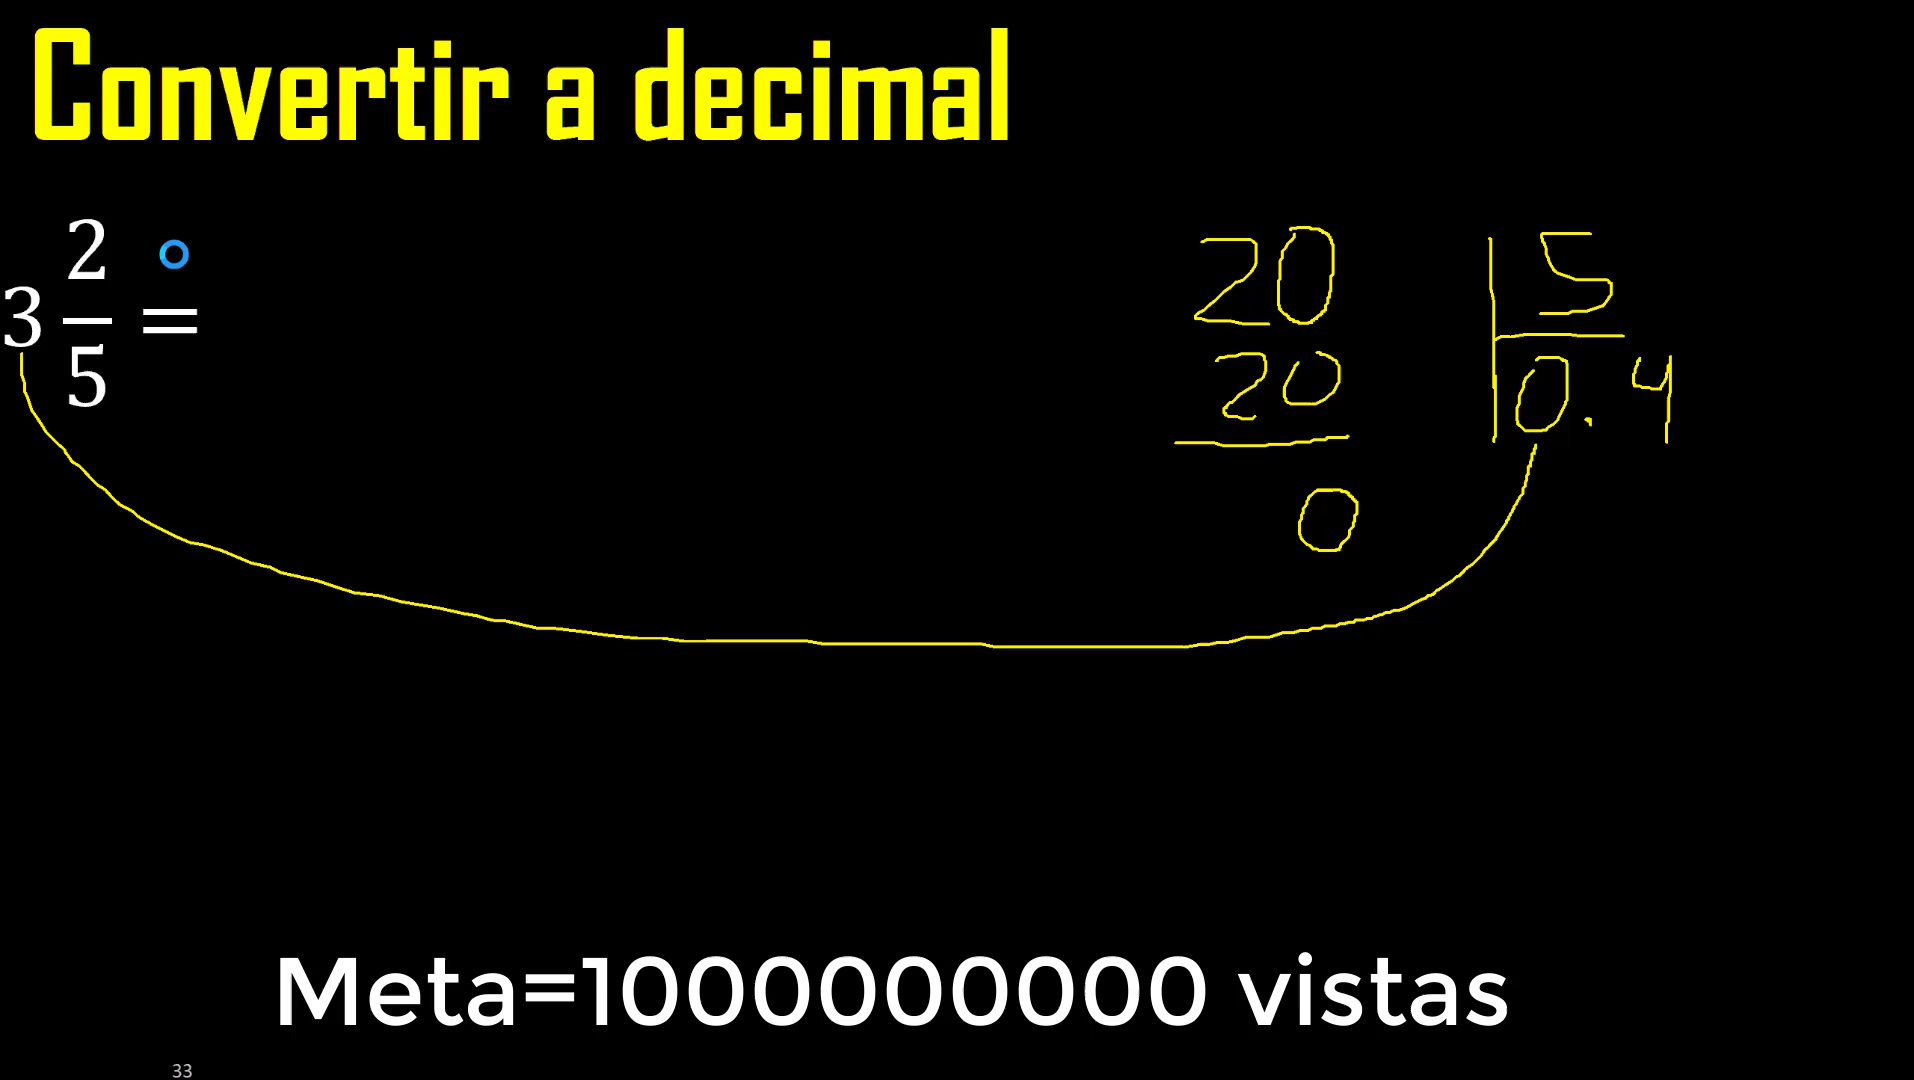 Convertir a decimal
3 2/5 =
20 5
20 0.4
0
Meta=1000000000 vistas
33